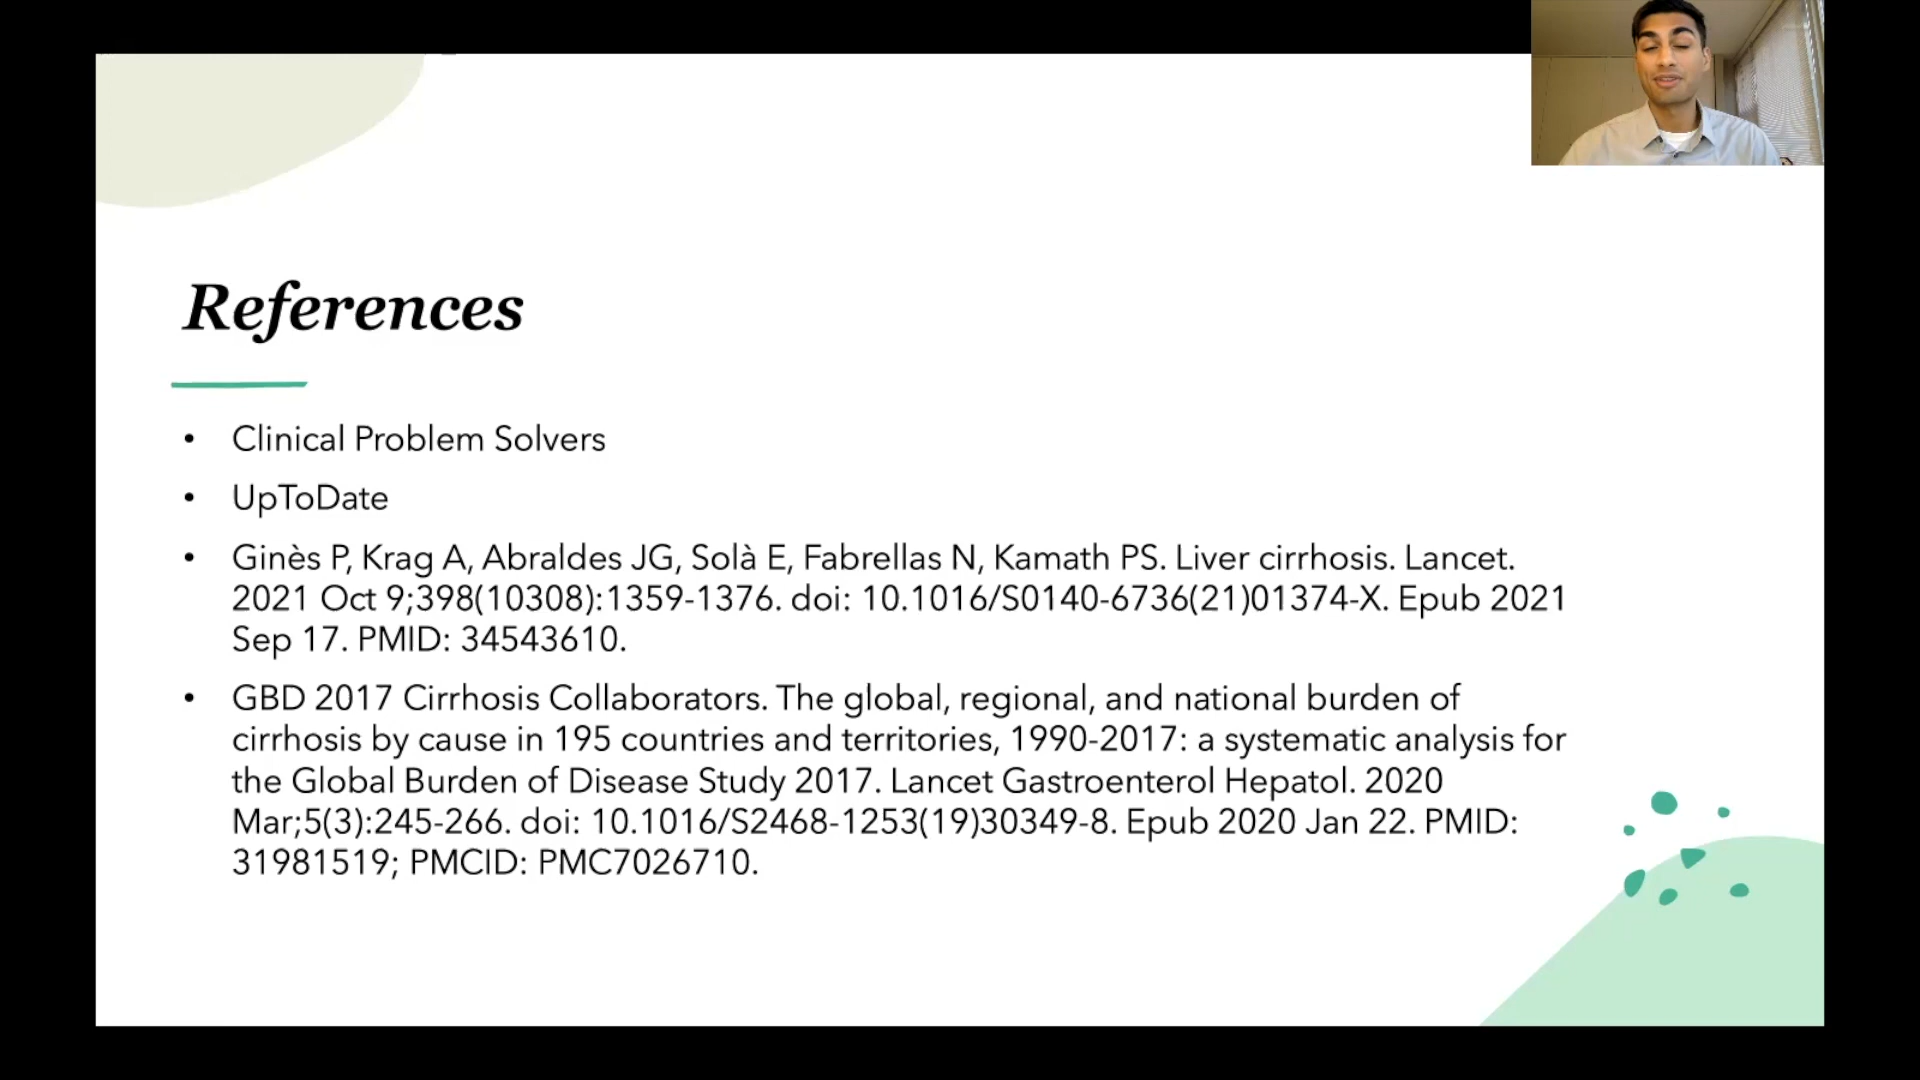 References
• Clinical Problem Solvers
• UpToDate
• Ginès P, Krag A, Abraldes JG, Solà E, Fabrellas N, Kamath PS. Liver cirrhosis. Lancet.
2021 Oct 9;398(10308):1359-1376. doi: 10.1016/S0140-6736(21)01374-X. Epub 2021
Sep 17. PMID: 34543610.
• GBD 2017 Cirrhosis Collaborators. The global, regional, and national burden of
cirrhosis by cause in 195 countries and territories, 1990-2017: a systematic analysis for
the Global Burden of Disease Study 2017. Lancet Gastroenterol Hepatol. 2020
Mar;5(3):245-266. doi: 10.1016/S2468-1253(19)30349-8. Epub 2020 Jan 22. PMID:
31981519; PMCID: PMC7026710.